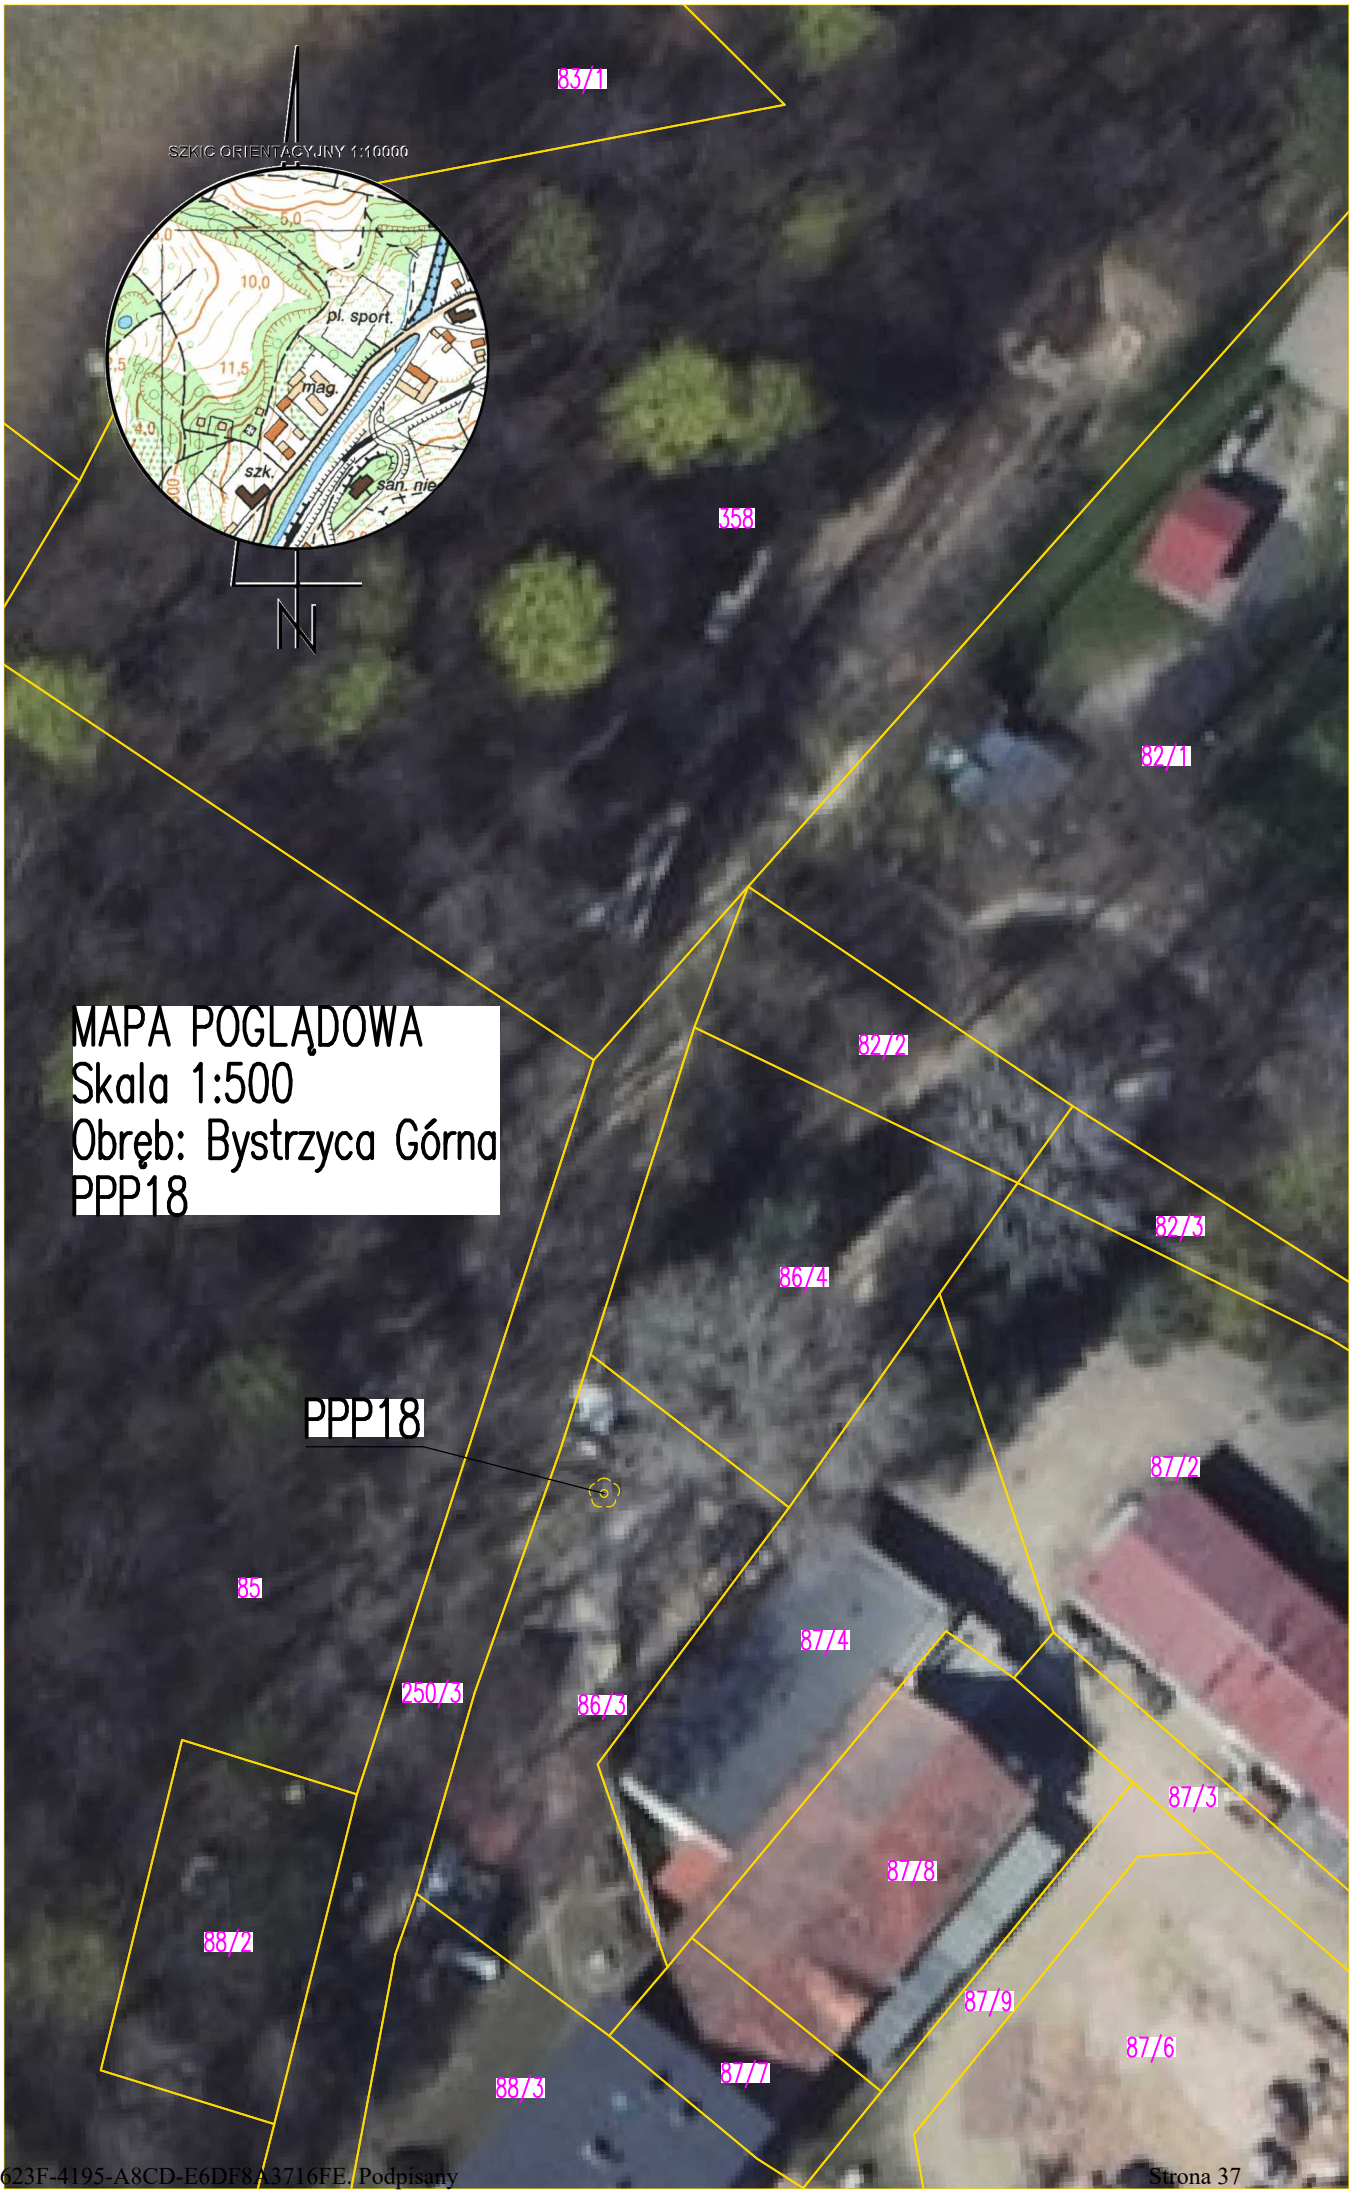 83/1
SZKIC ORIENTACYJNY 1:10000
5,0
10,0
pl. sport.
11,5
mag.
4,0
szk.
san. nie
358
N
82/1
MAPA POGLĄDOWA
Skala 1:500
Obręb: Bystrzyca Górna
PPP18
82/2
82/3
86/4
PPP18
87/2
85
87/4
250/3
86/3
87/3
87/8
88/2
87/9
87/6
87/7
88/3
623F-4195-A8CD-E6DF8A3716FE. Podpisany
Strona 37